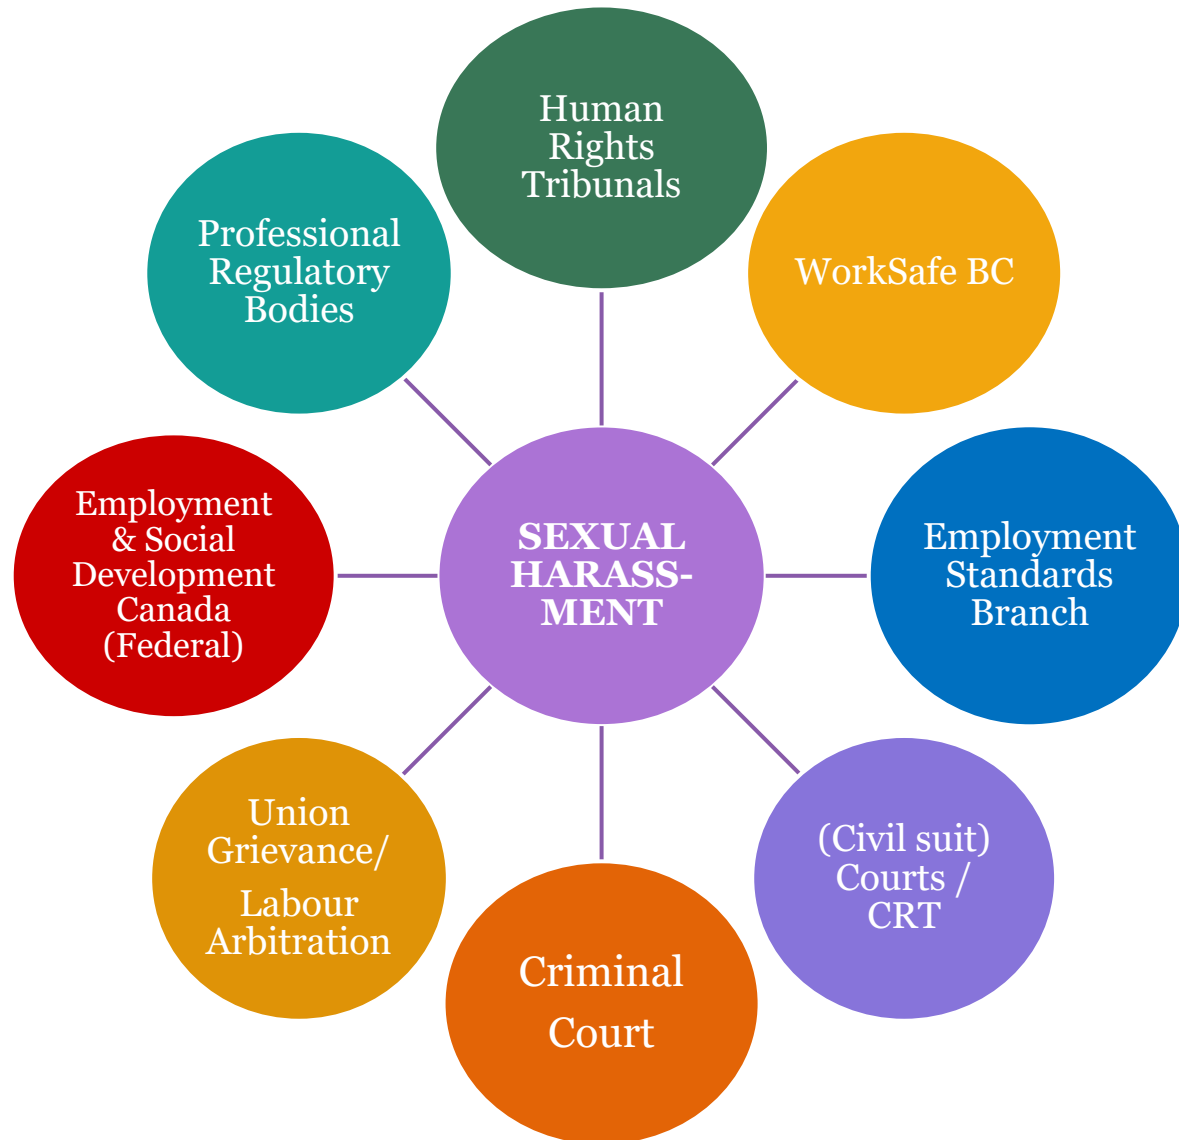 Human
Rights
Tribunals
WorkSafe BC
Employment
Standards
Branch
(Civil suit)
Courts /
CRT
Criminal
Court
Union
Grievance/
Labour
Arbitration
Employment
& Social
Development
Canada
(Federal)
Professional
Regulatory
Bodies
SEXUAL
HARASS-
MENT